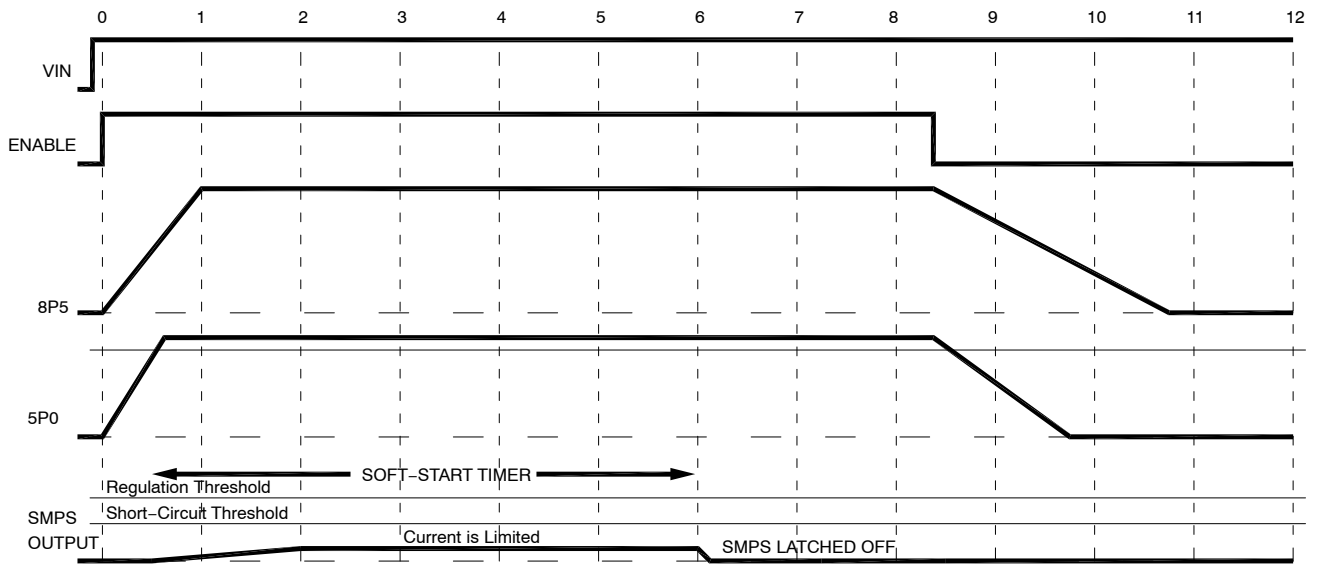 0 1 2 3 4 5 6 7 8 9 10 11 12
VIN
ENABLE
8P5
5P0
SOFT−START TIMER
Regulation Threshold
Short−Circuit Threshold
SMPS
OUTPUT
Current is Limited
SMPS LATCHED OFF